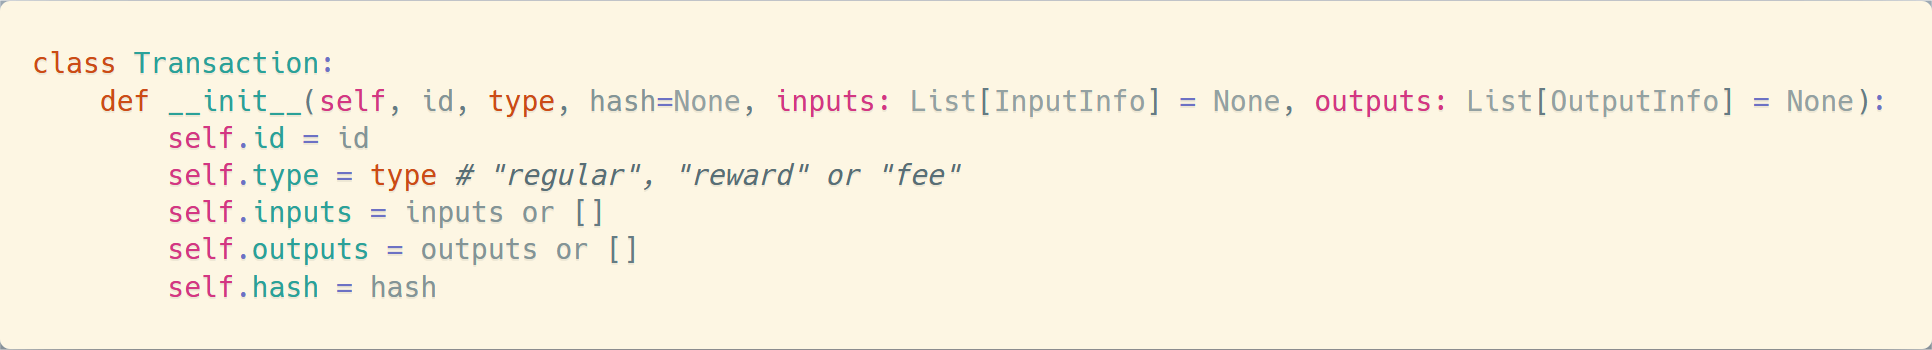 class Transaction:
    def __init__(self, id, type, hash=None, inputs: List[InputInfo] = None, outputs: List[OutputInfo] = None):
        self.id = id
        self.type = type # "regular", "reward" or "fee"
        self.inputs = inputs or []
        self.outputs = outputs or []
        self.hash = hash